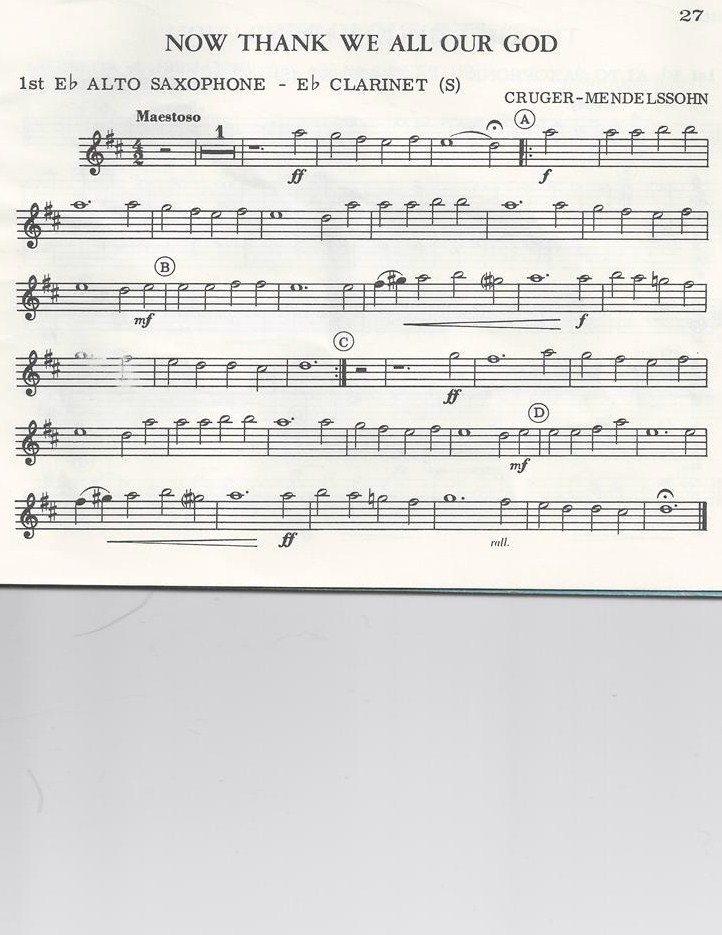 27
NOW THANK WE ALL OUR GOD
1st E♭ ALTO SAXOPHONE - E♭ CLARINET (S)
CRUGER-MENDELSSOHN
Maestoso
4 2 1 A
ff f
B
mf f
C
ff
D
mf
ff rall.